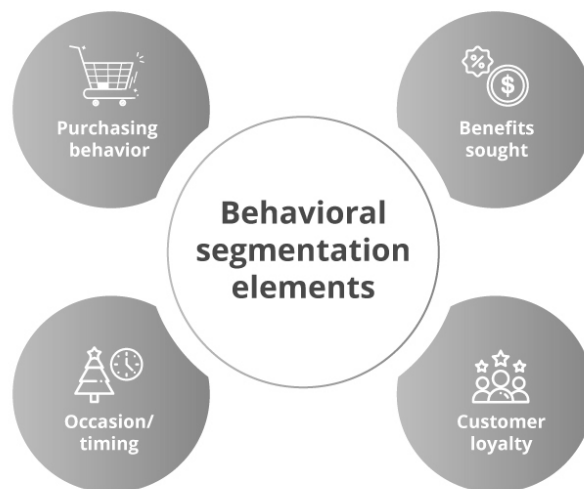 Purchasing
behavior
Benefits
sought
Behavioral
segmentation
elements
Occasion/
timing
Customer
loyalty